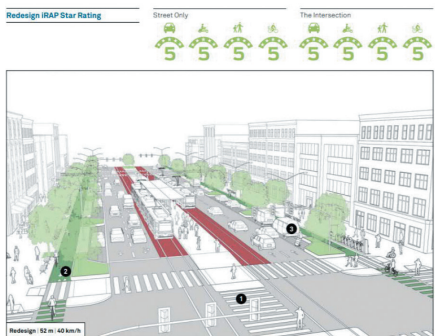 Redesign iRAP Star Rating
Street Only
The Intersection
5 5 5 5
5 5 5 5
1
2
3
Redesign | 52 m | 40 km/h